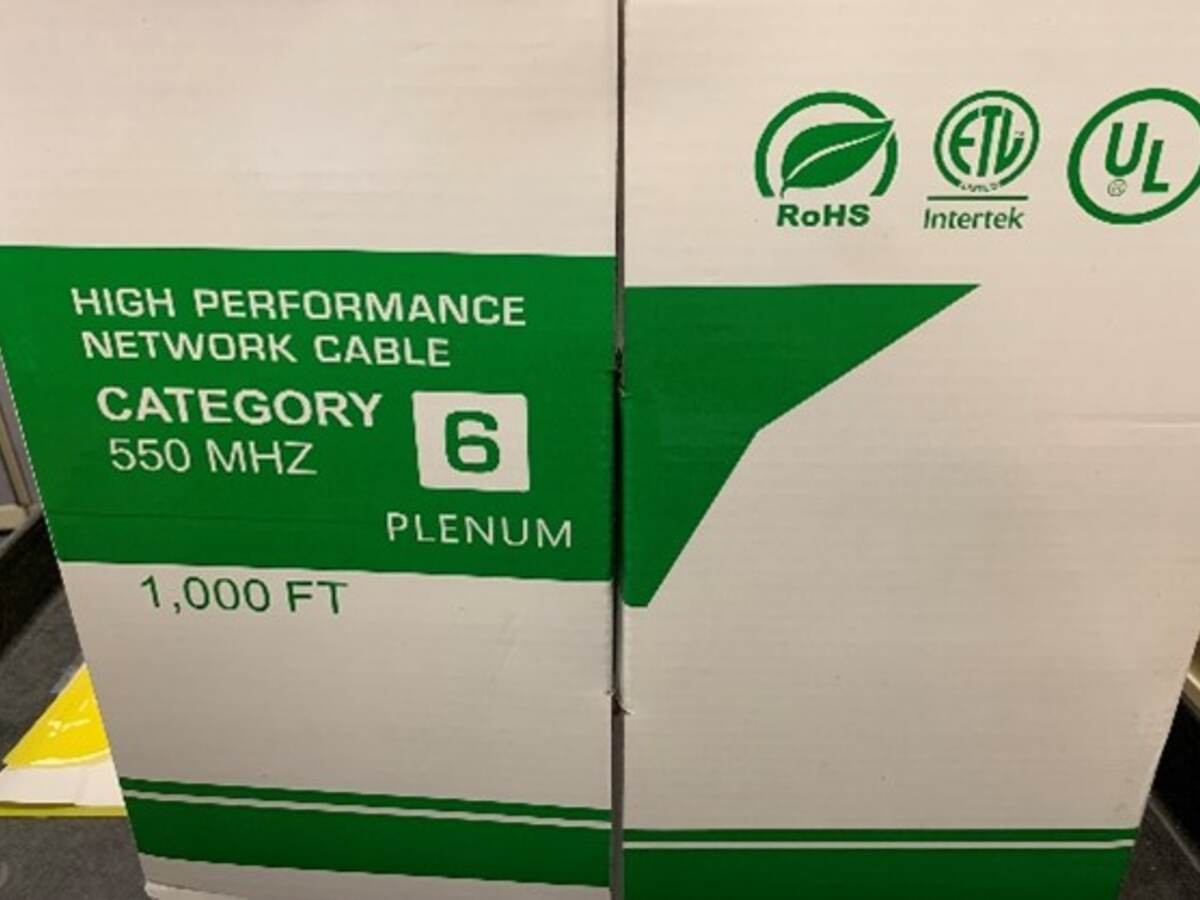 HIGH PERFORMANCE
NETWORK CABLE
CATEGORY 6
550 MHZ
PLENUM
1,000 FT
RoHS
ETL
Intertek
UL
®